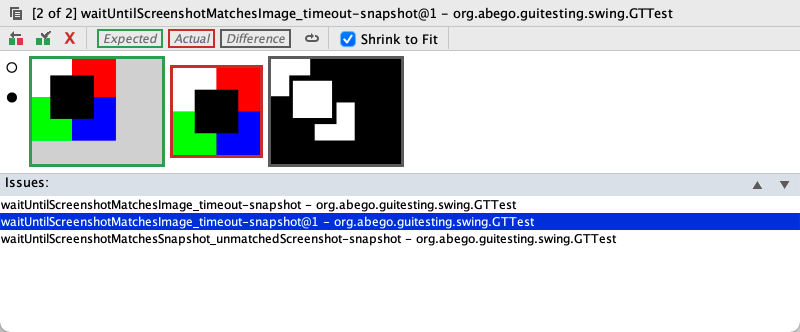 [2 of 2] waitUntilScreenshotMatchesImage_timeout-snapshot@1 – org.abego.guitesting.swing.GTTest
X Expected Actual Difference Shrink to Fit
Issues:
waitUntilScreenshotMatchesImage_timeout-snapshot – org.abego.guitesting.swing.GTTest
waitUntilScreenshotMatchesImage_timeout-snapshot@1 – org.abego.guitesting.swing.GTTest
waitUntilScreenshotMatchesSnapshot_unmatchedScreenshot-snapshot – org.abego.guitesting.swing.GTTest